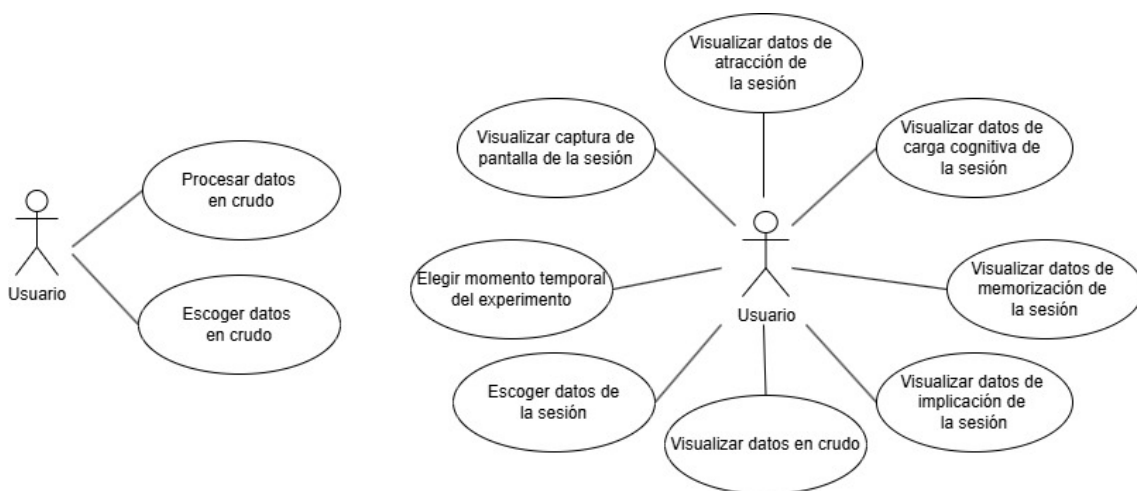 Procesar datos
en crudo
Usuario
Escoger datos
en crudo
Visualizar datos de
atracción de
la sesión
Visualizar captura de
pantalla de la sesión
Visualizar datos de
carga cognitiva de
la sesión
Elegir momento temporal
del experimento
Usuario
Visualizar datos de
memorización de
la sesión
Escoger datos de
la sesión
Visualizar datos en crudo
Visualizar datos de
implicación de
la sesión